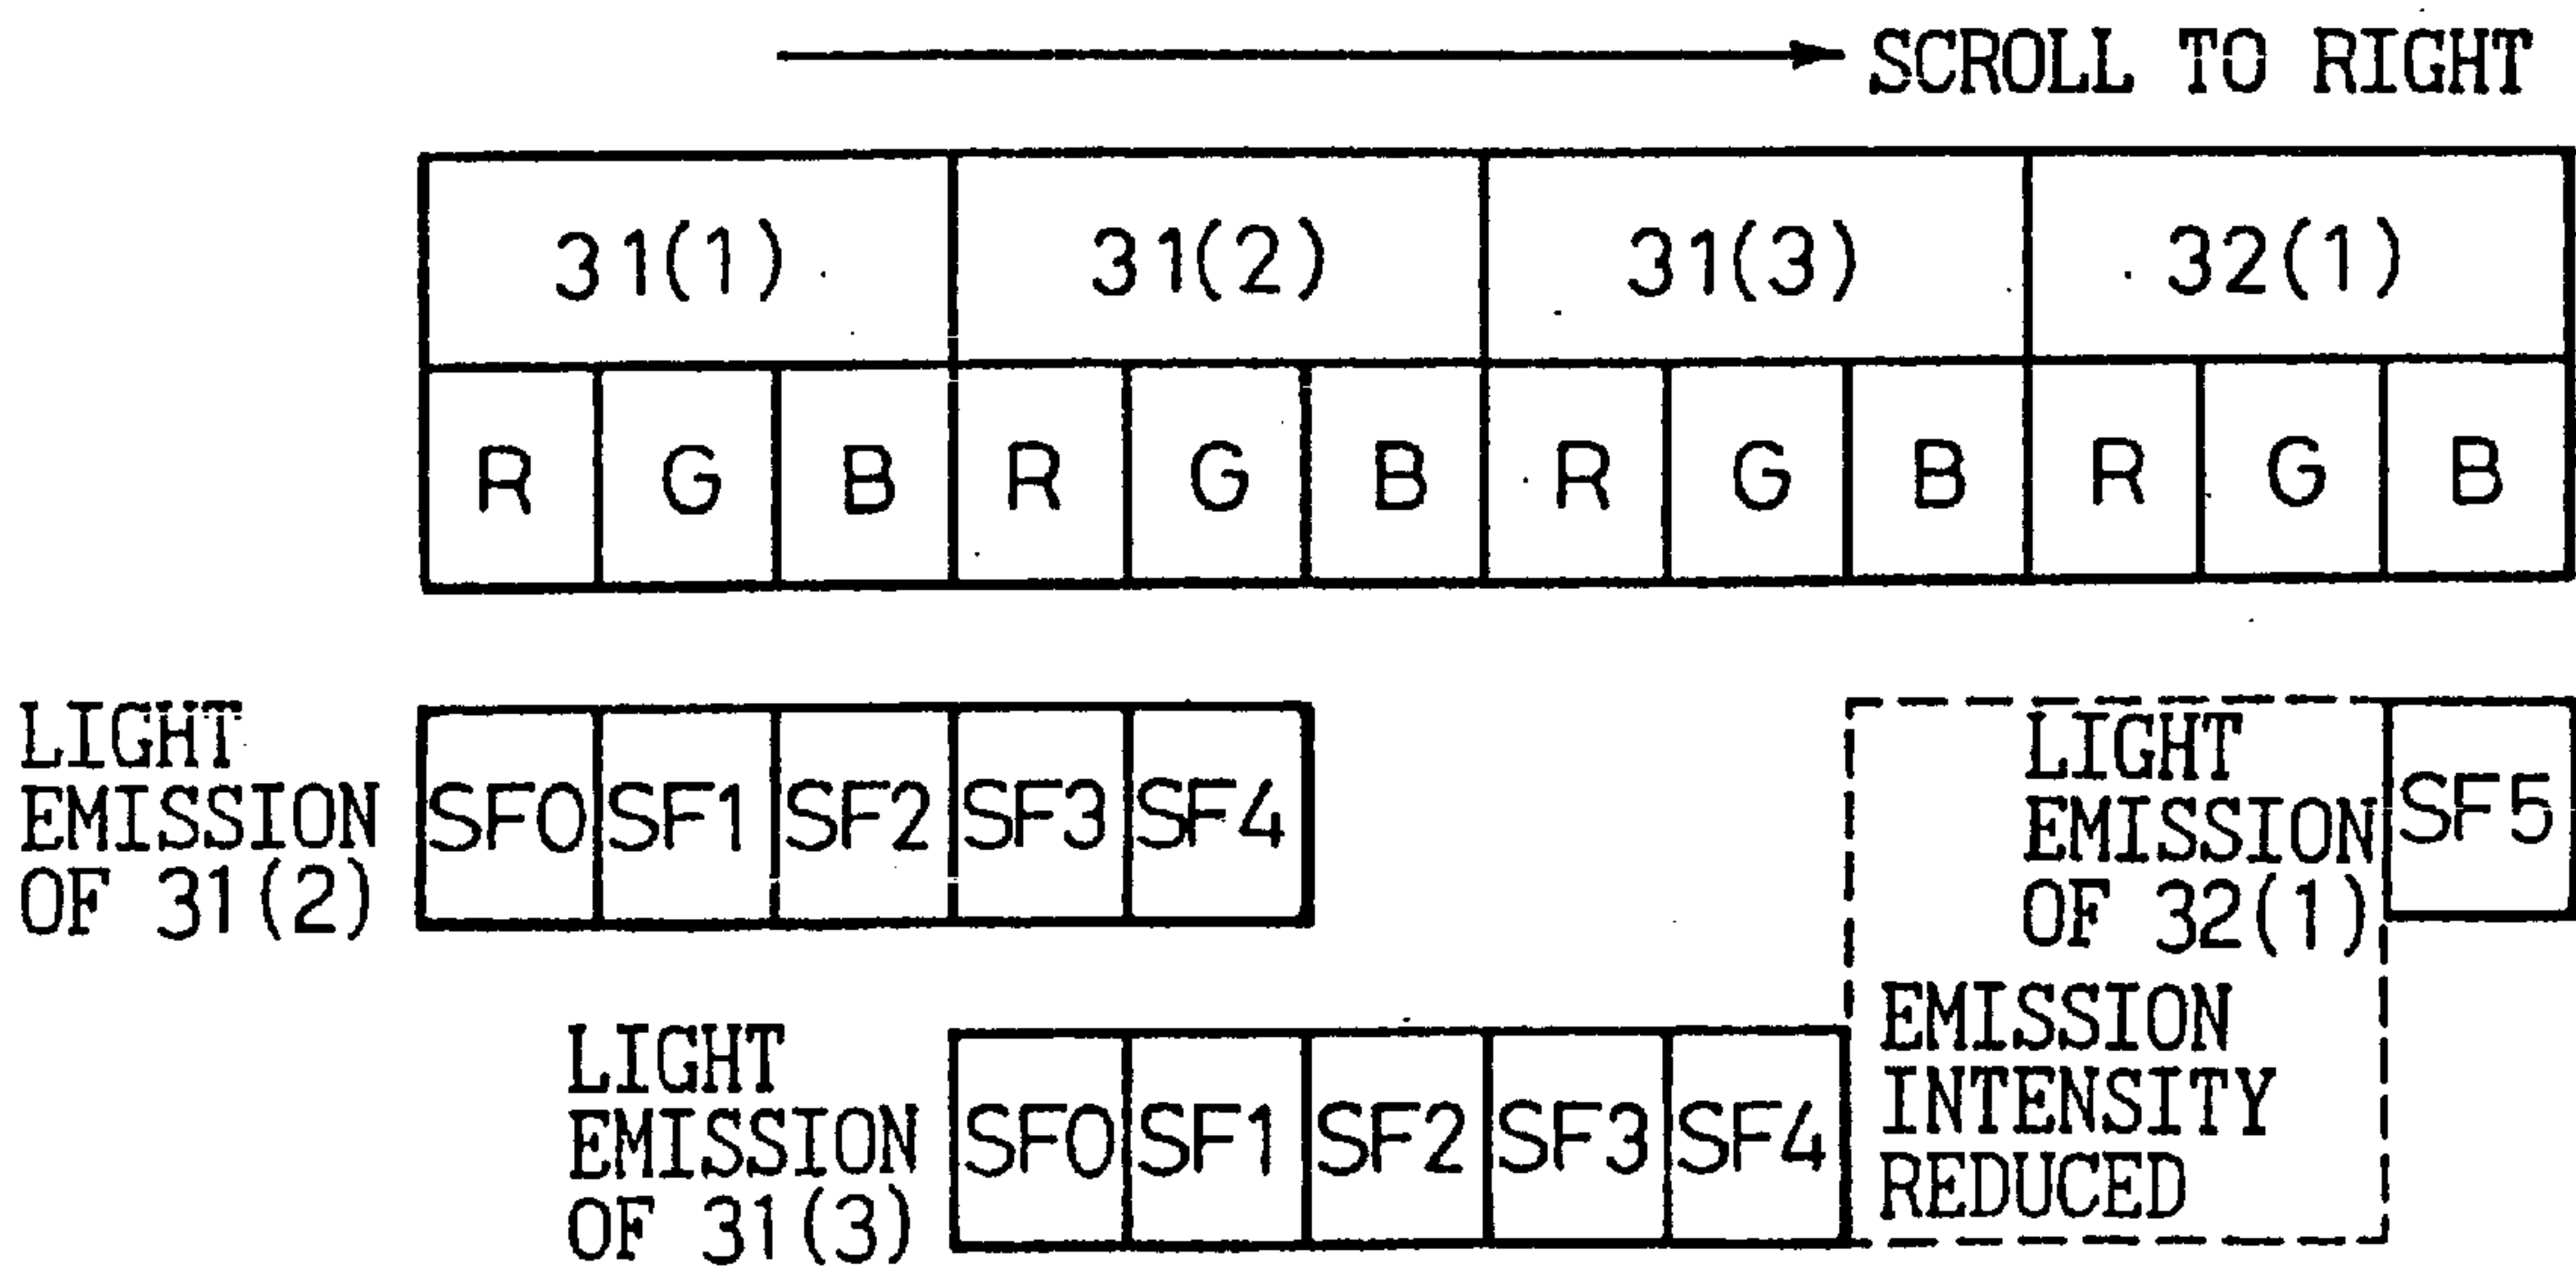 SCROLL TO RIGHT
31(1) 31(2) 31(3) 32(1)
R G B R G B R G B R G B
LIGHT
EMISSION
OF 31(2)
SF0 SF1 SF2 SF3 SF4
LIGHT
EMISSION
OF 32(1)
SF5
LIGHT
EMISSION
OF 31(3)
SF0 SF1 SF2 SF3 SF4
EMISSION
INTENSITY
REDUCED